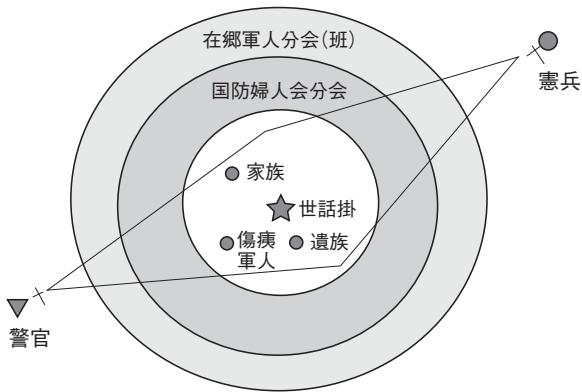 在郷軍人分会(班)
憲兵
国防婦人会分会
家族
世話掛
傷痍
軍人
遺族
警官